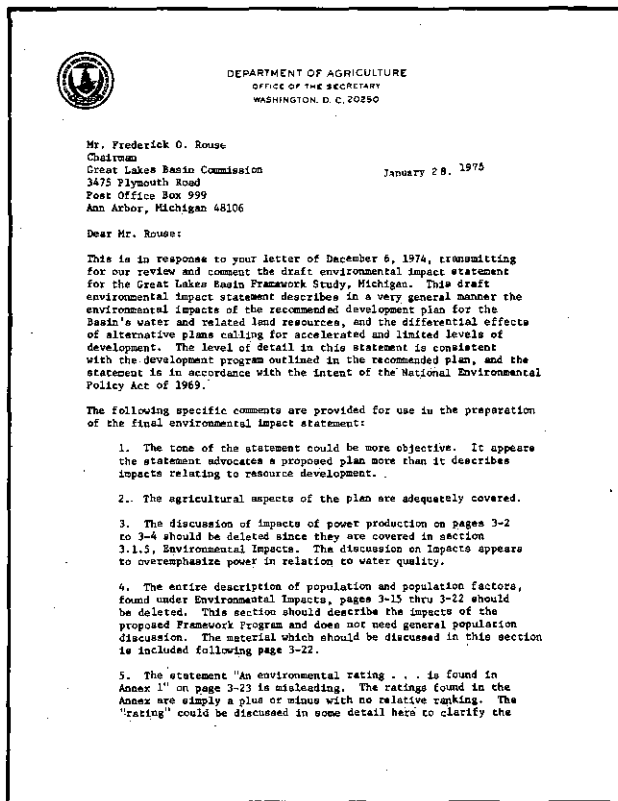 DEPARTMENT OF AGRICULTURE
OFFICE OF THE SECRETARY
WASHINGTON, D. C. 20250
Mr. Frederick O. Rouse
Chairman
Great Lakes Basin Commission
January 28, 1975
3475 Plymouth Road
Post Office Box 999
Ann Arbor, Michigan 48106
Dear Mr. Rouse:
This is in response to your letter of December 6, 1974, transmitting
for our review and comment the draft environmental impact statement
for the Great Lakes Basin Framework Study, Michigan. This draft
environmental impact statement describes in a very general manner the
environmental impacts of the recommended development plan for the
Basin's water and related land resources, and the differential effects
of alternative plans calling for accelerated and limited levels of
development. The level of detail in this statement is consistent
with the development program outlined in the recommended plan, and the
statement is in accordance with the intent of the National Environmental
Policy Act of 1969.
The following specific comments are provided for use in the preparation
of the final environmental impact statement:
1. The tone of the statement could be more objective. It appears
the statement advocates a proposed plan more than it describes
impacts relating to resource development.
2. The agricultural aspects of the plan are adequately covered.
3. The discussion of impacts of power production on pages 3-2
to 3-4 should be deleted since they are covered in section
3.1.5, Environmental Impacts. The discussion on Impacts appears
to overemphasize power in relation to water quality.
4. The entire description of population and population factors,
found under Environmental Impacts, pages 3-15 thru 3-22 should
be deleted. This section should describe the impacts of the
proposed Framework Program and does not need general population
discussion. The material which should be discussed in this section
is included following page 3-22.
5. The statement "An environmental rating . . . is found in
Annex 1" on page 3-23 is misleading. The ratings found in the
Annex are simply a plus or minus with no relative ranking. The
"rating" could be discussed in some detail here to clarify the